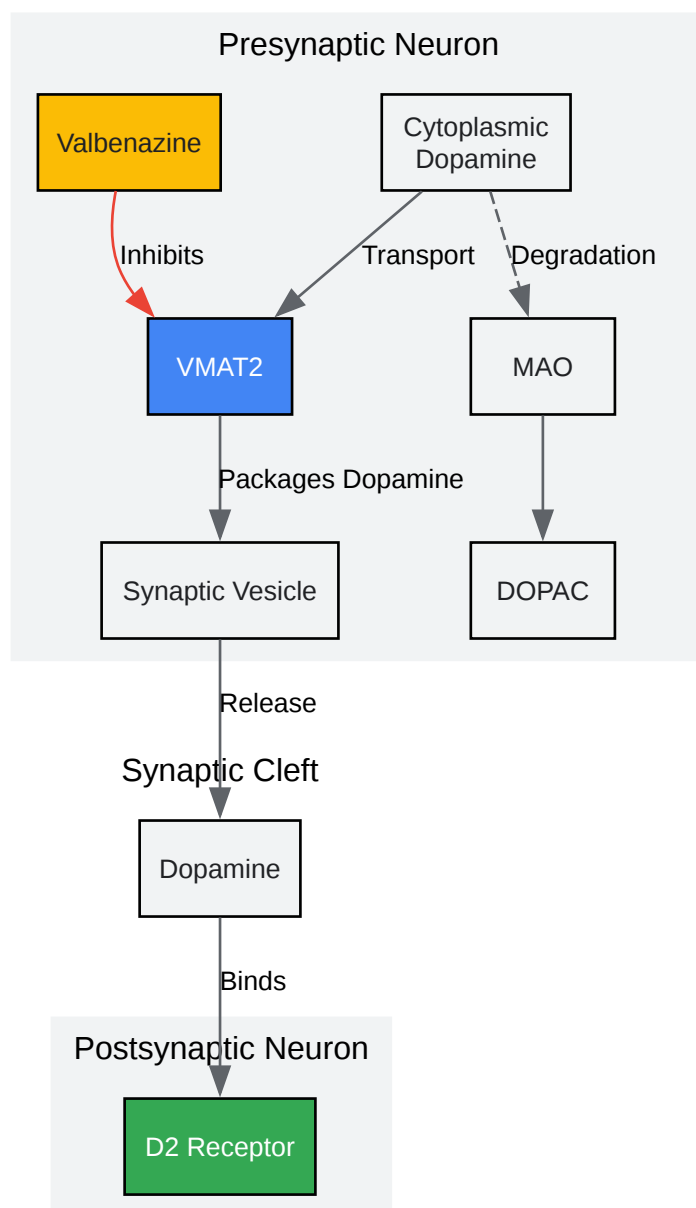 Presynaptic Neuron
Valbenazine
Cytoplasmic
Dopamine
Inhibits
Transport
Degradation
VMAT2
MAO
Packages Dopamine
Synaptic Vesicle
DOPAC
Release
Synaptic Cleft
Dopamine
Binds
Postsynaptic Neuron
D2 Receptor